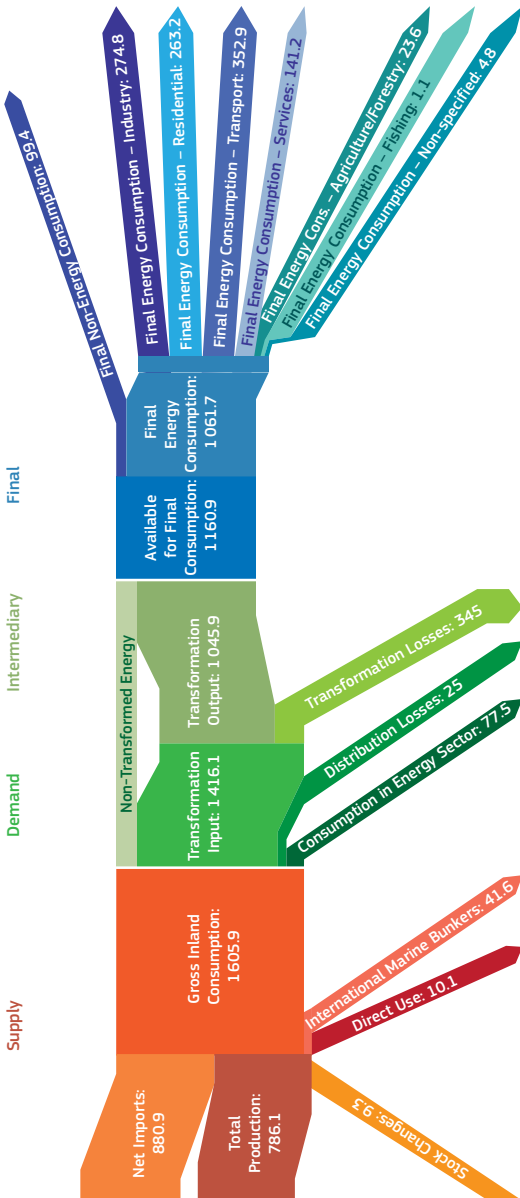 Supply
Demand
Intermediary
Final
Net Imports:
880.9
Total
Production:
786.1
Stock Changes: 9.3
Gross Inland
Consumption:
1 605.9
International Marine Bunkers: 41.6
Direct Use: 10.1
Non-Transformed Energy
Transformation
Input: 1 416.1
Transformation
Output: 1 045.9
Transformation Losses: 345
Distribution Losses: 25
Consumption in Energy Sector: 77.5
Available
for Final
Consumption:
1 160.9
Final
Energy
Consumption:
1 061.7
Final Non-Energy Consumption: 99.4
Final Energy Consumption – Industry: 274.8
Final Energy Consumption – Residential: 263.2
Final Energy Consumption – Transport: 352.9
Final Energy Consumption – Services: 141.2
Final Energy Cons. – Agriculture/Forestry: 23.6
Final Energy Consumption – Fishing: 1.1
Final Energy Consumption – Non-specified: 4.8